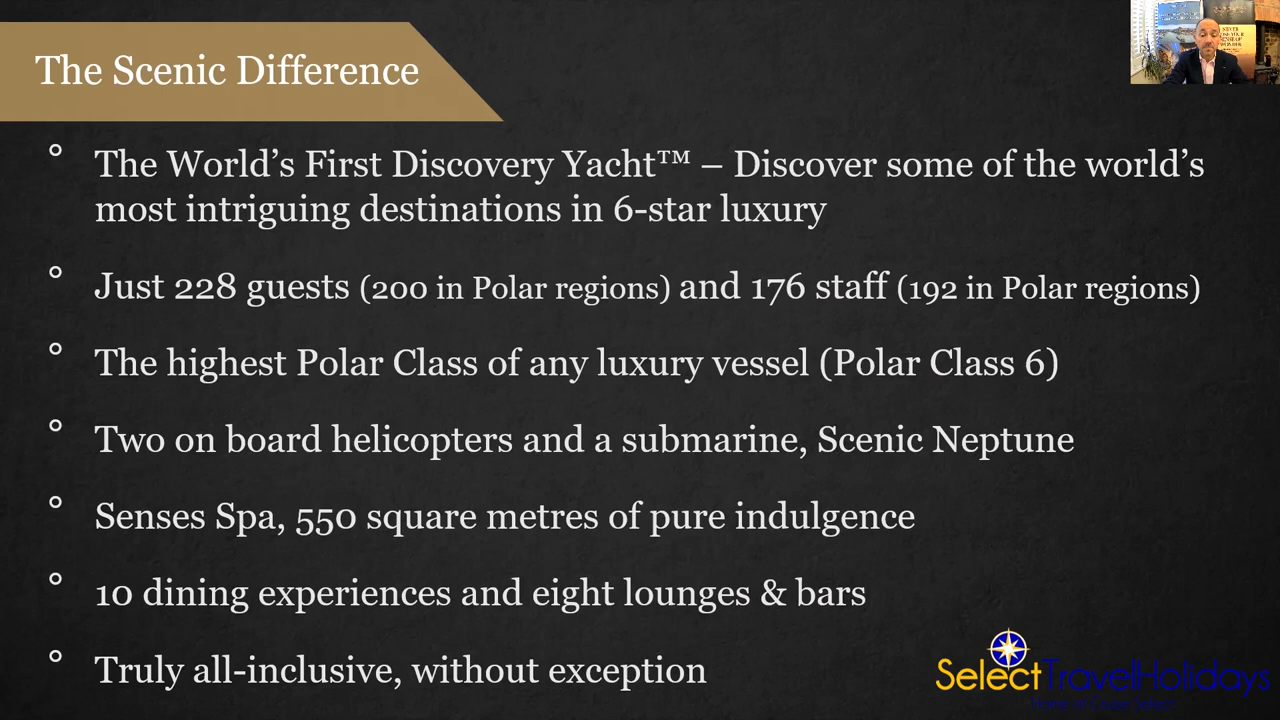 The Scenic Difference
° The World’s First Discovery Yacht™ – Discover some of the world’s
most intriguing destinations in 6-star luxury
° Just 228 guests (200 in Polar regions) and 176 staff (192 in Polar regions)
° The highest Polar Class of any luxury vessel (Polar Class 6)
° Two on board helicopters and a submarine, Scenic Neptune
° Senses Spa, 550 square metres of pure indulgence
° 10 dining experiences and eight lounges & bars
° Truly all-inclusive, without exception
SelectTravelHolidays